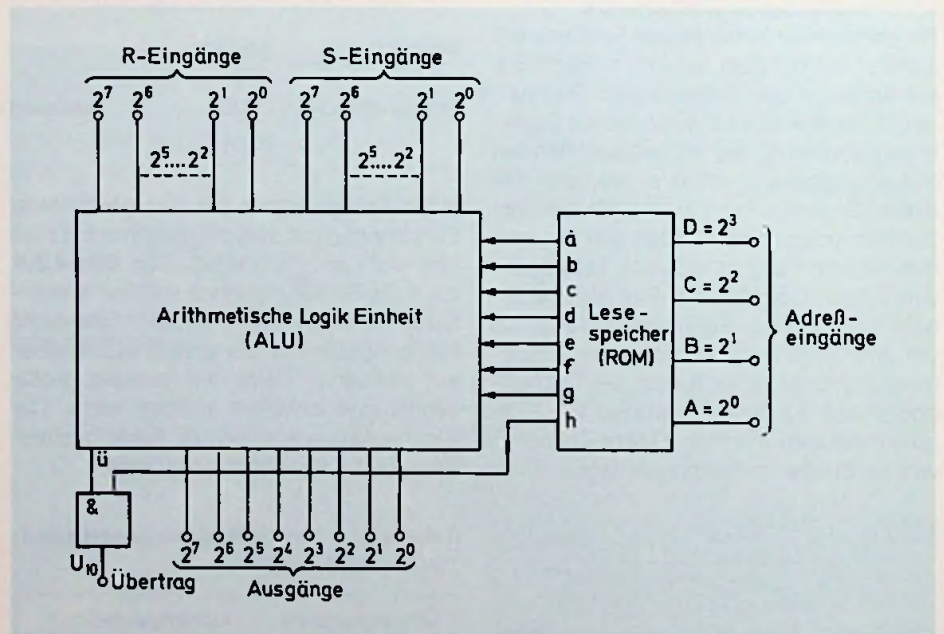 R-Eingänge S-Eingänge
2⁷ 2⁶ 2¹ 2⁰ 2⁷ 2⁶ 2¹ 2⁰
2⁵....2² 2⁵....2²
Arithmetische Logik Einheit
(ALU)
a
b
c
d
e
f
g
h
Lese-
speicher
(ROM)
D = 2³
C = 2²
B = 2¹
A = 2⁰
Adreß-
eingänge
ü
&
U₁₀
Übertrag
2⁷ 2⁶ 2⁵ 2⁴ 2³ 2² 2¹ 2⁰
Ausgänge